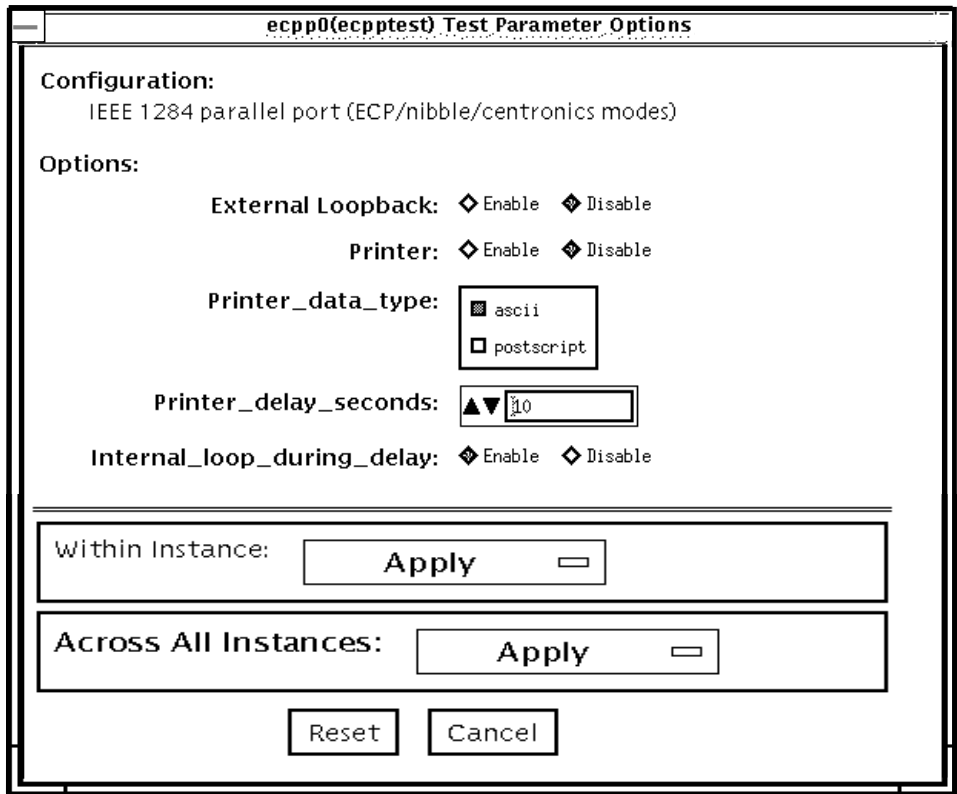 ecpp0(ecpptest) Test Parameter Options
Configuration:
IEEE 1284 parallel port (ECP/nibble/centronics modes)
Options:
External Loopback: Enable Disable
Printer: Enable Disable
Printer_data_type: ascii
postscript
Printer_delay_seconds: 10
Internal_loop_during_delay: Enable Disable
Within Instance: Apply
Across All Instances: Apply
Reset Cancel